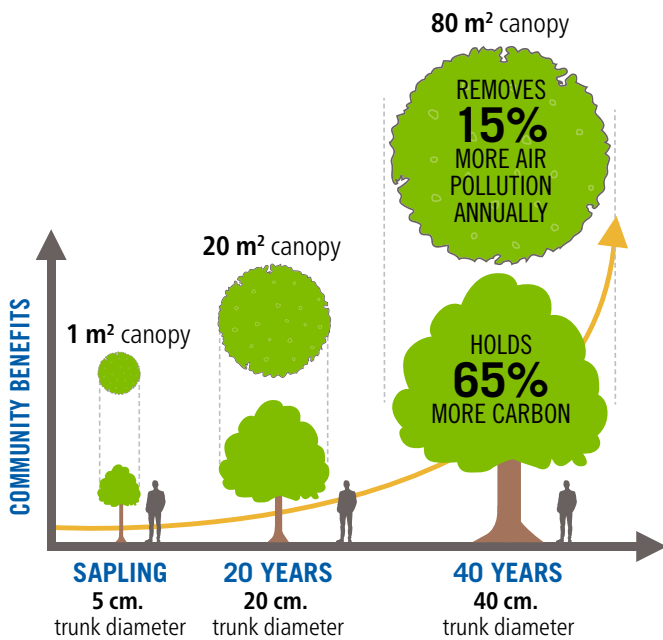 80 m² canopy
REMOVES
15%
MORE AIR
POLLUTION
ANNUALLY
20 m² canopy
1 m² canopy
HOLDS
65%
MORE CARBON
COMMUNITY BENEFITS
SAPLING
5 cm.
trunk diameter
20 YEARS
20 cm.
trunk diameter
40 YEARS
40 cm.
trunk diameter